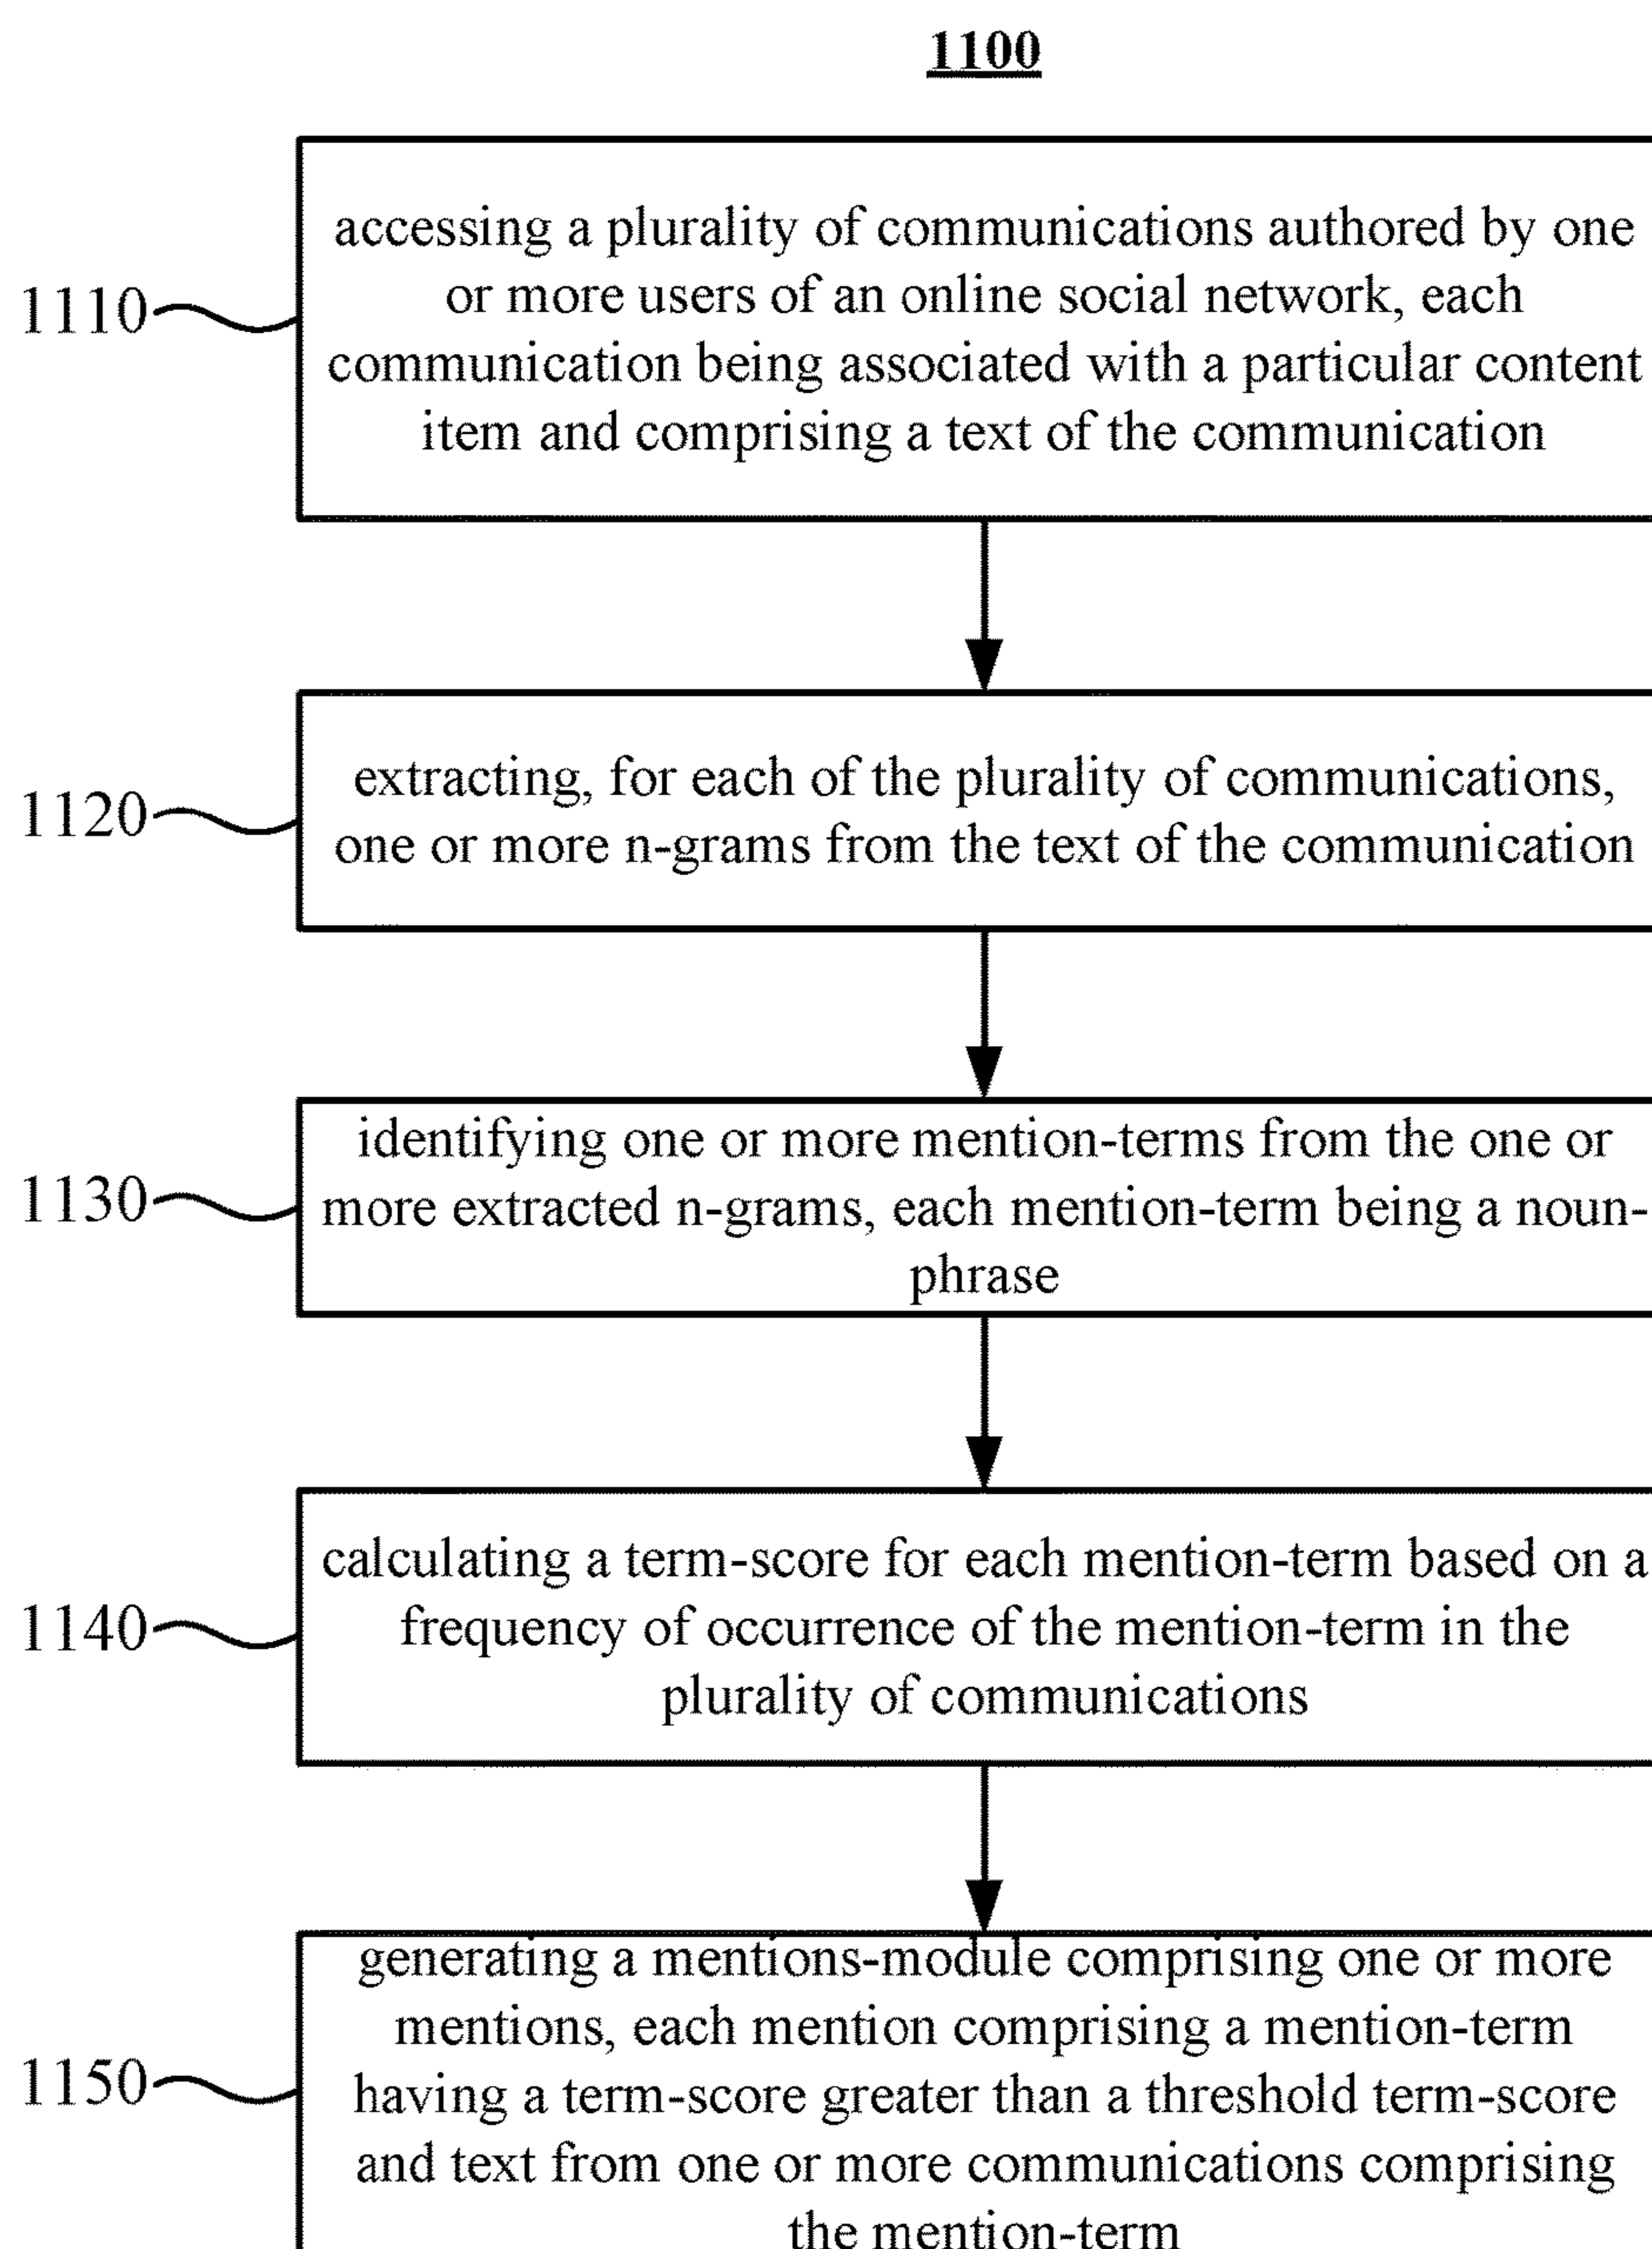 1100
1110
accessing a plurality of communications authored by one
or more users of an online social network, each
communication being associated with a particular content
item and comprising a text of the communication
1120
extracting, for each of the plurality of communications,
one or more n-grams from the text of the communication
1130
identifying one or more mention-terms from the one or
more extracted n-grams, each mention-term being a noun-
phrase
1140
calculating a term-score for each mention-term based on a
frequency of occurrence of the mention-term in the
plurality of communications
1150
generating a mentions-module comprising one or more
mentions, each mention comprising a mention-term
having a term-score greater than a threshold term-score
and text from one or more communications comprising
the mention-term